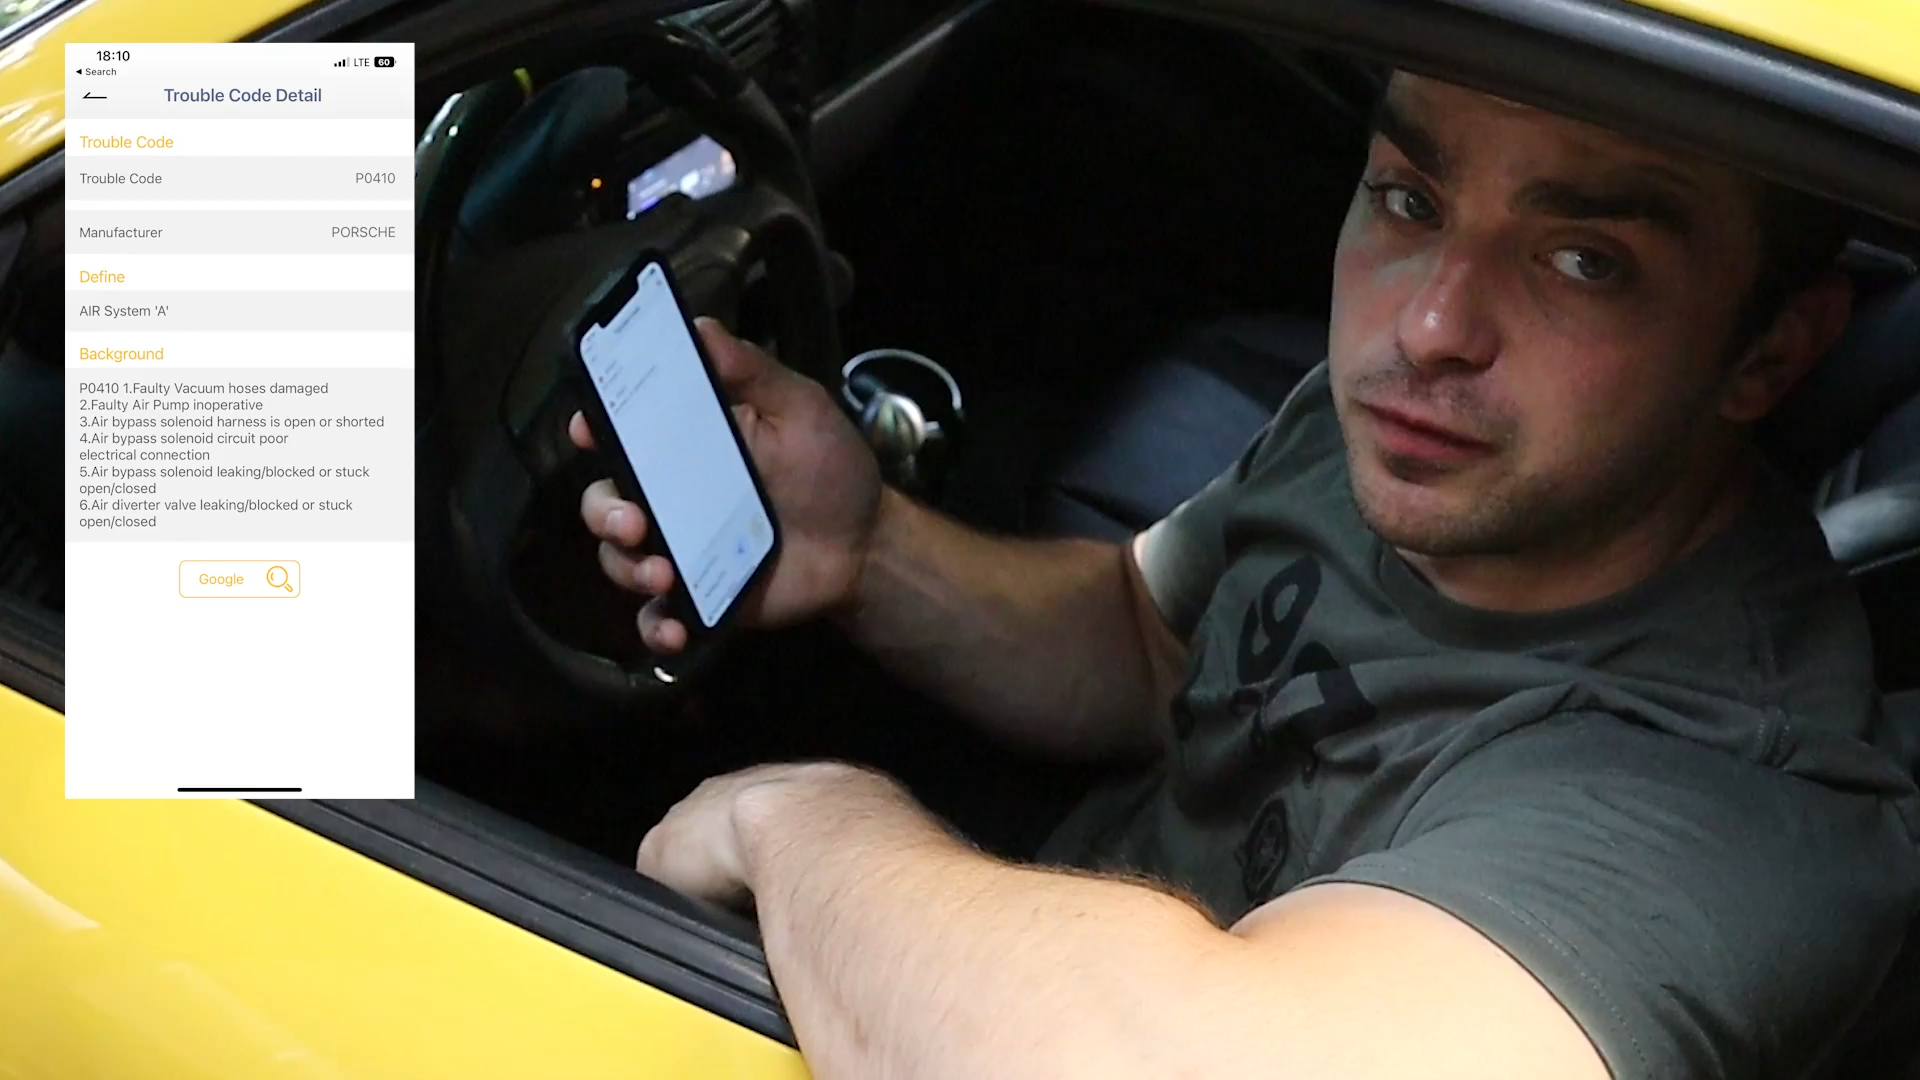 18:10
LTE 60
Search
Trouble Code Detail
Trouble Code
Trouble Code P0410
Manufacturer PORSCHE
Define
AIR System 'A'
Background
P0410 1.Faulty Vacuum hoses damaged
2.Faulty Air Pump inoperative
3.Air bypass solenoid harness is open or shorted
4.Air bypass solenoid circuit poor
electrical connection
5.Air bypass solenoid leaking/blocked or stuck
open/closed
6.Air diverter valve leaking/blocked or stuck
open/closed
Google